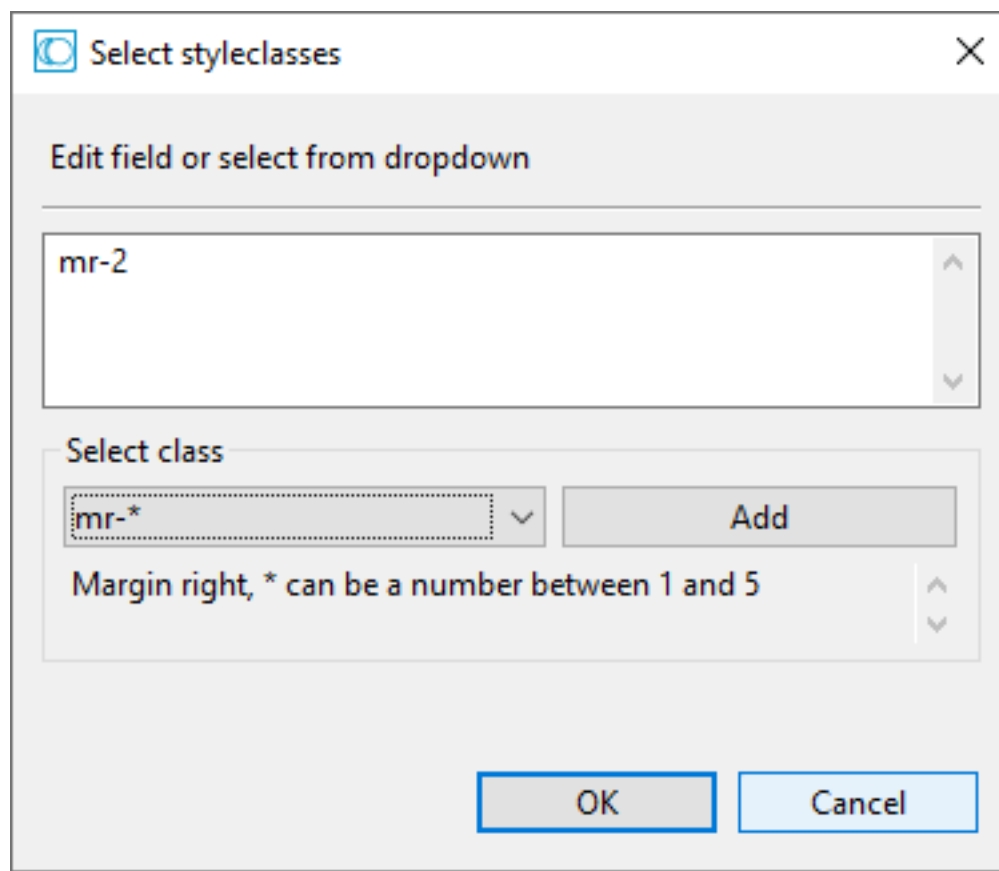 Select styleclasses
Edit field or select from dropdown
mr-2
Select class
mr-*
Add
Margin right, * can be a number between 1 and 5
OK
Cancel